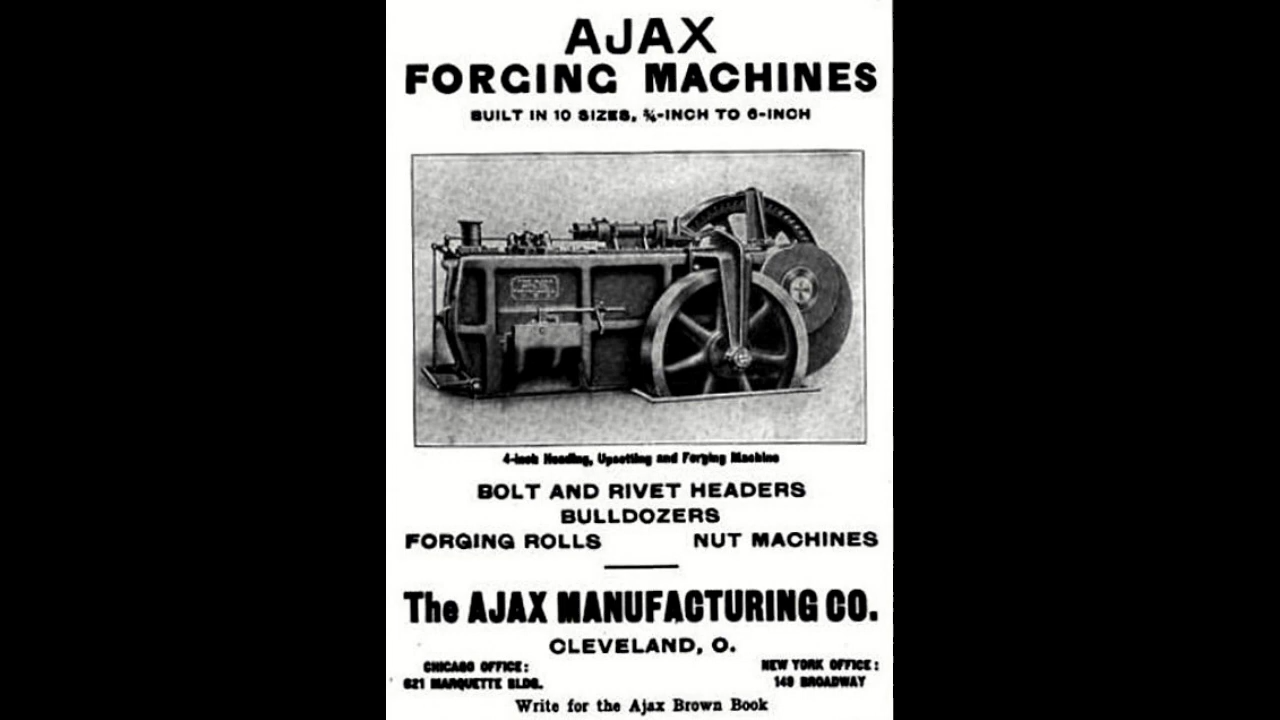 AJAX
FORGING MACHINES
BUILT IN 10 SIZES, ¾-INCH TO 6-INCH
4-inch Heading, Upsetting and Forging Machine
BOLT AND RIVET HEADERS
BULLDOZERS
FORGING ROLLS NUT MACHINES
The AJAX MANUFACTURING CO.
CLEVELAND, O.
CHICAGO OFFICE: NEW YORK OFFICE:
621 MARQUETTE BLDG. 149 BROADWAY
Write for the Ajax Brown Book